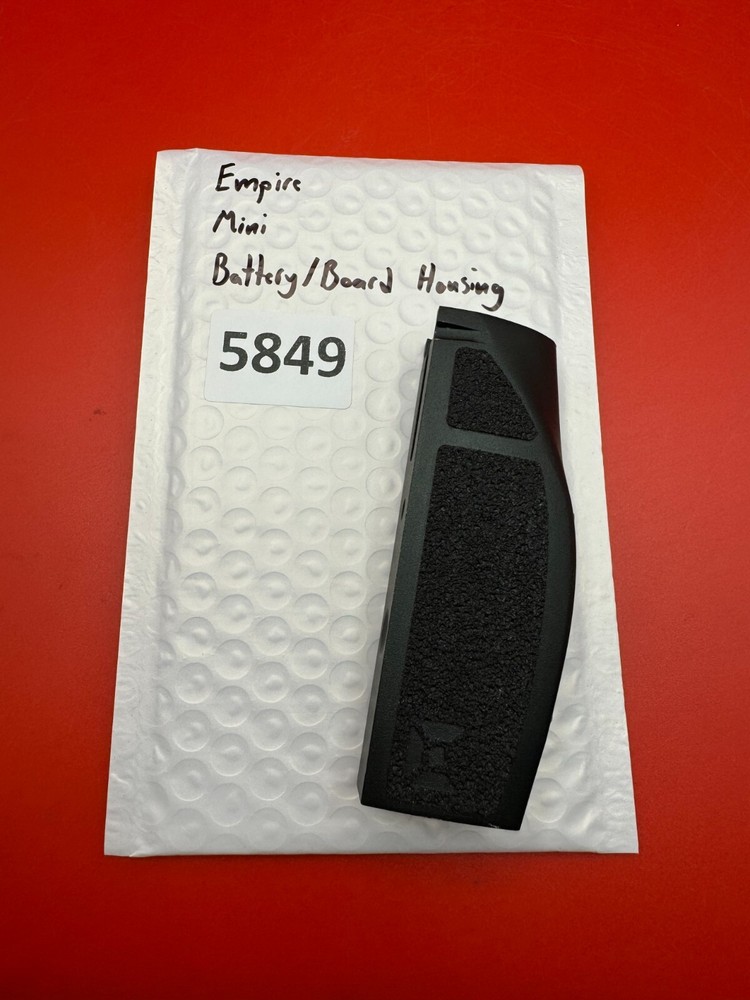 Empire
Mini
Battery/Board Housing
5849